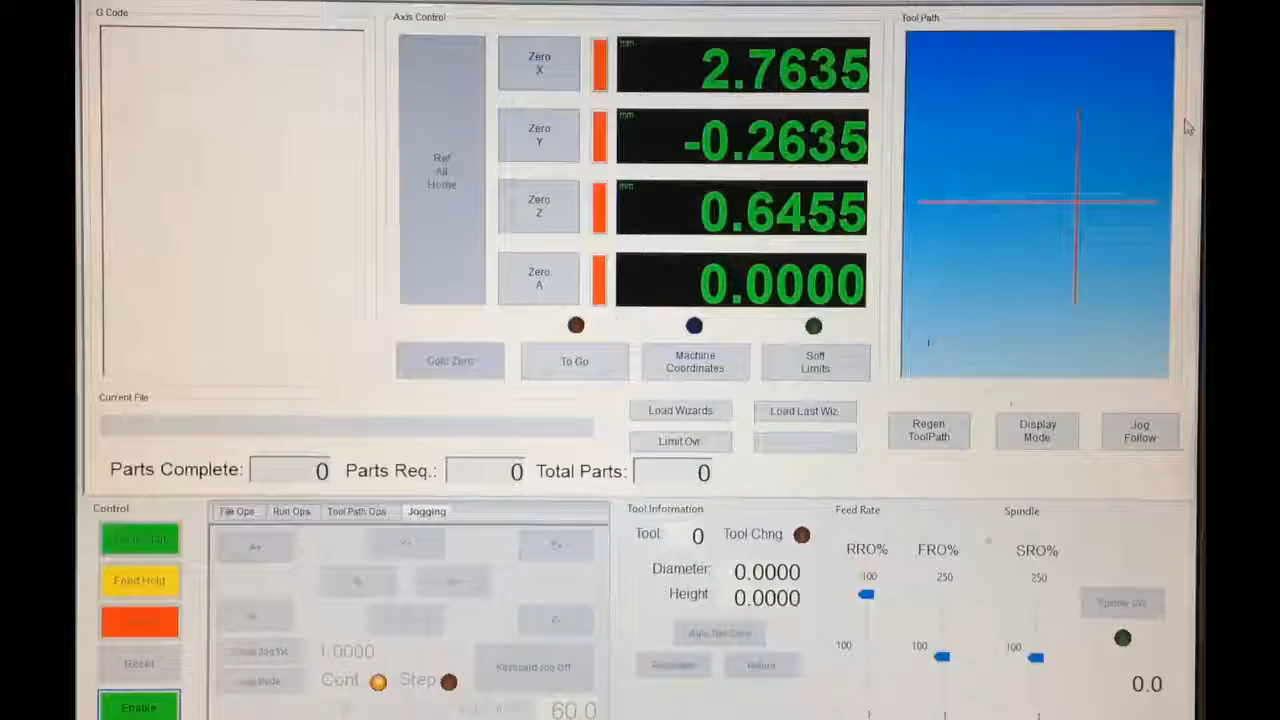 G Code
Axis Control
Tool Path
Ref
All
Home
Zero
X
mm
2.7635
Zero
Y
mm
-0.2635
Zero
Z
mm
0.6455
Zero
A
0.0000
Goto Zero
To Go
Machine
Coordinates
Soft
Limits
Current File
Load Wizards
Load Last Wiz.
Limit Ovr
Regen
ToolPath
Display
Mode
Jog
Follow
Parts Complete: 0 Parts Req.: 0 Total Parts: 0
Control
Feed Hold
Reset
Enable
File Ops Run Ops Tool Path Ops Jogging
1.0000
Cont Step
Keyboard Jog Off
60.0
Tool Information
Tool: 0 Tool Chng
Diameter: 0.0000
Height 0.0000
Return
Feed Rate
RRO% FRO%
100 250
100 100
Spindle
SRO%
250
100
0.0